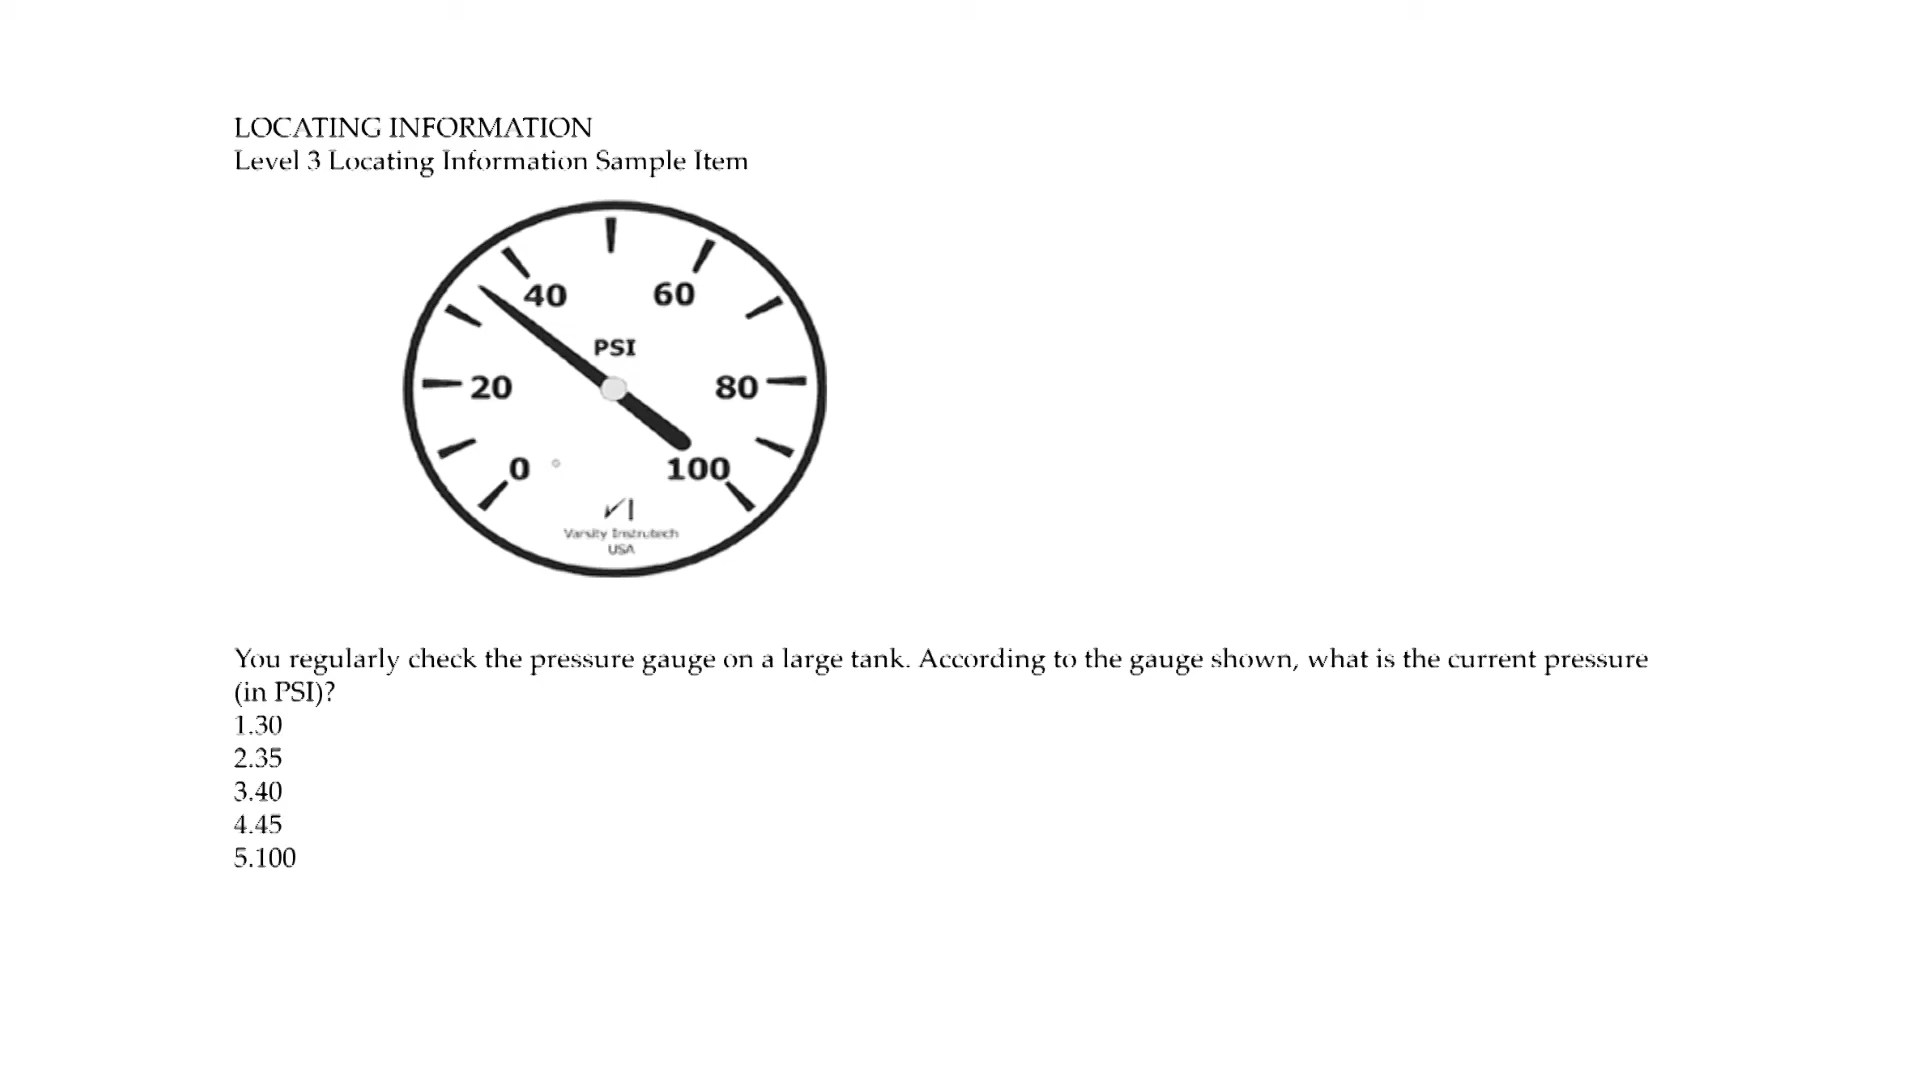 LOCATING INFORMATION
Level 3 Locating Information Sample Item
40 60
PSI
20 80
0 100
VI
Varsity Instrutech
USA
You regularly check the pressure gauge on a large tank. According to the gauge shown, what is the current pressure
(in PSI)?
1.30
2.35
3.40
4.45
5.100